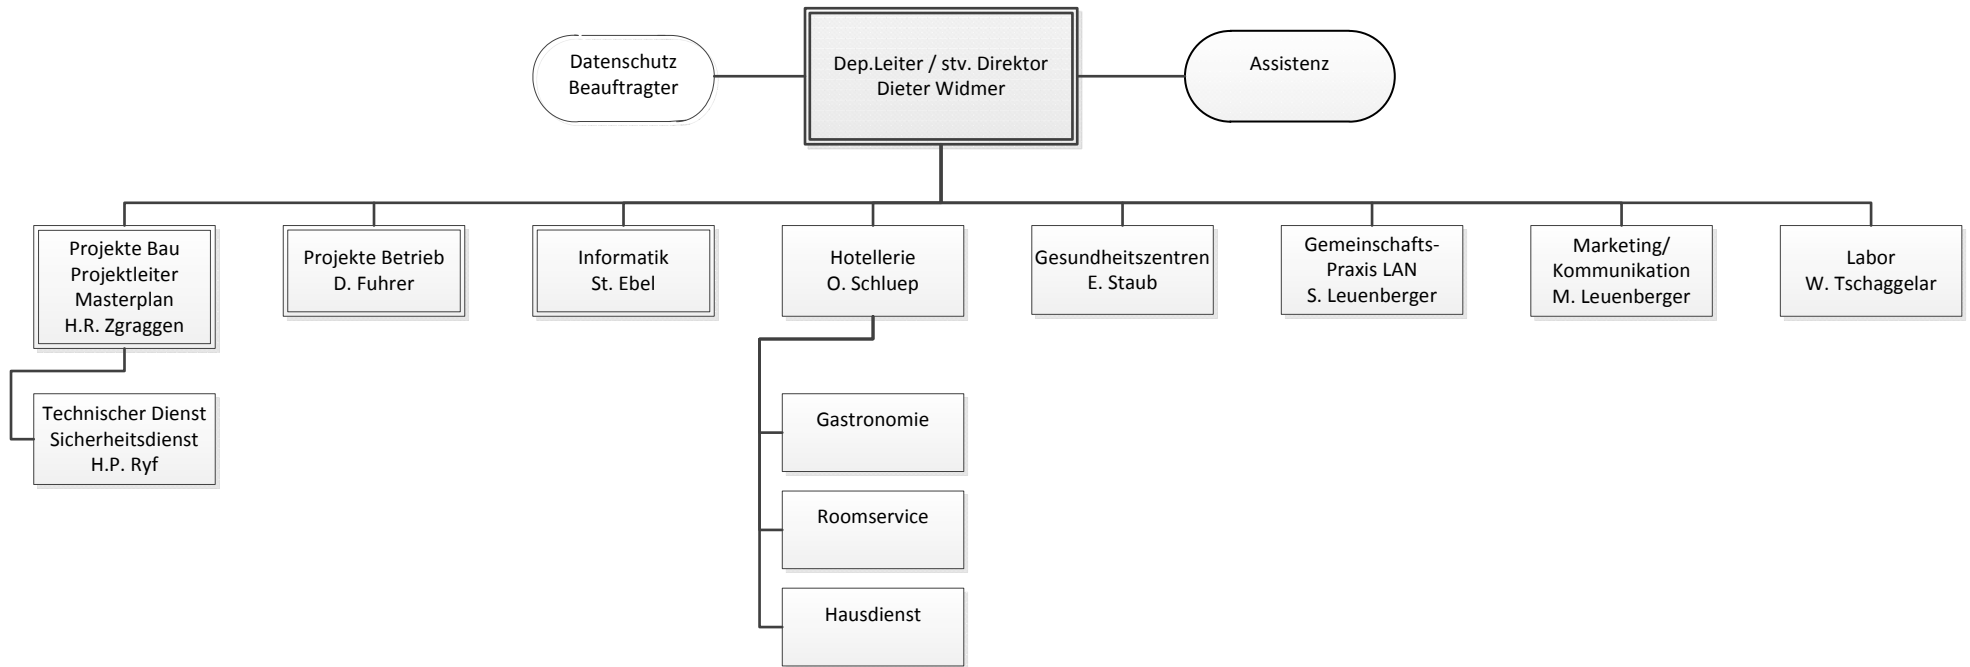 Datenschutz
Beauftragter
Dep.Leiter / stv. Direktor
Dieter Widmer
Assistenz
Projekte Bau
Projektleiter
Masterplan
H.R. Zgraggen
Projekte Betrieb
D. Fuhrer
Informatik
St. Ebel
Hotellerie
O. Schluep
Gesundheitszentren
E. Staub
Gemeinschafts-
Praxis LAN
S. Leuenberger
Marketing/
Kommunikation
M. Leuenberger
Labor
W. Tschaggelar
Technischer Dienst
Sicherheitsdienst
H.P. Ryf
Gastronomie
Roomservice
Hausdienst